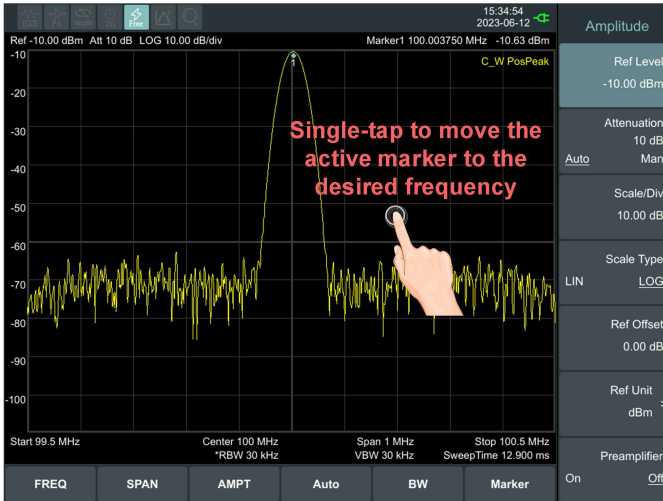 EXT
TG
Free
15:34:54
2023-06-12
Ref -10.00 dBm Att 10 dB LOG 10.00 dB/div
Marker1 100.003750 MHz -10.63 dBm
C_W PosPeak
1
-10
-20
-30
-40
-50
-60
-70
-80
-90
-100
Single-tap to move the
active marker to the
desired frequency
Start 99.5 MHz
Center 100 MHz
Span 1 MHz
Stop 100.5 MHz
*RBW 30 kHz
VBW 30 kHz
SweepTime 12.900 ms
FREQ
SPAN
AMPT
Auto
BW
Marker
Amplitude
Ref Level
-10.00 dBm
Attenuation
10 dB
Auto Man
Scale/Div
10.00 dB
Scale Type
LIN LOG
Ref Offset
0.00 dB
Ref Unit
dBm >
Preamplifier
On Off